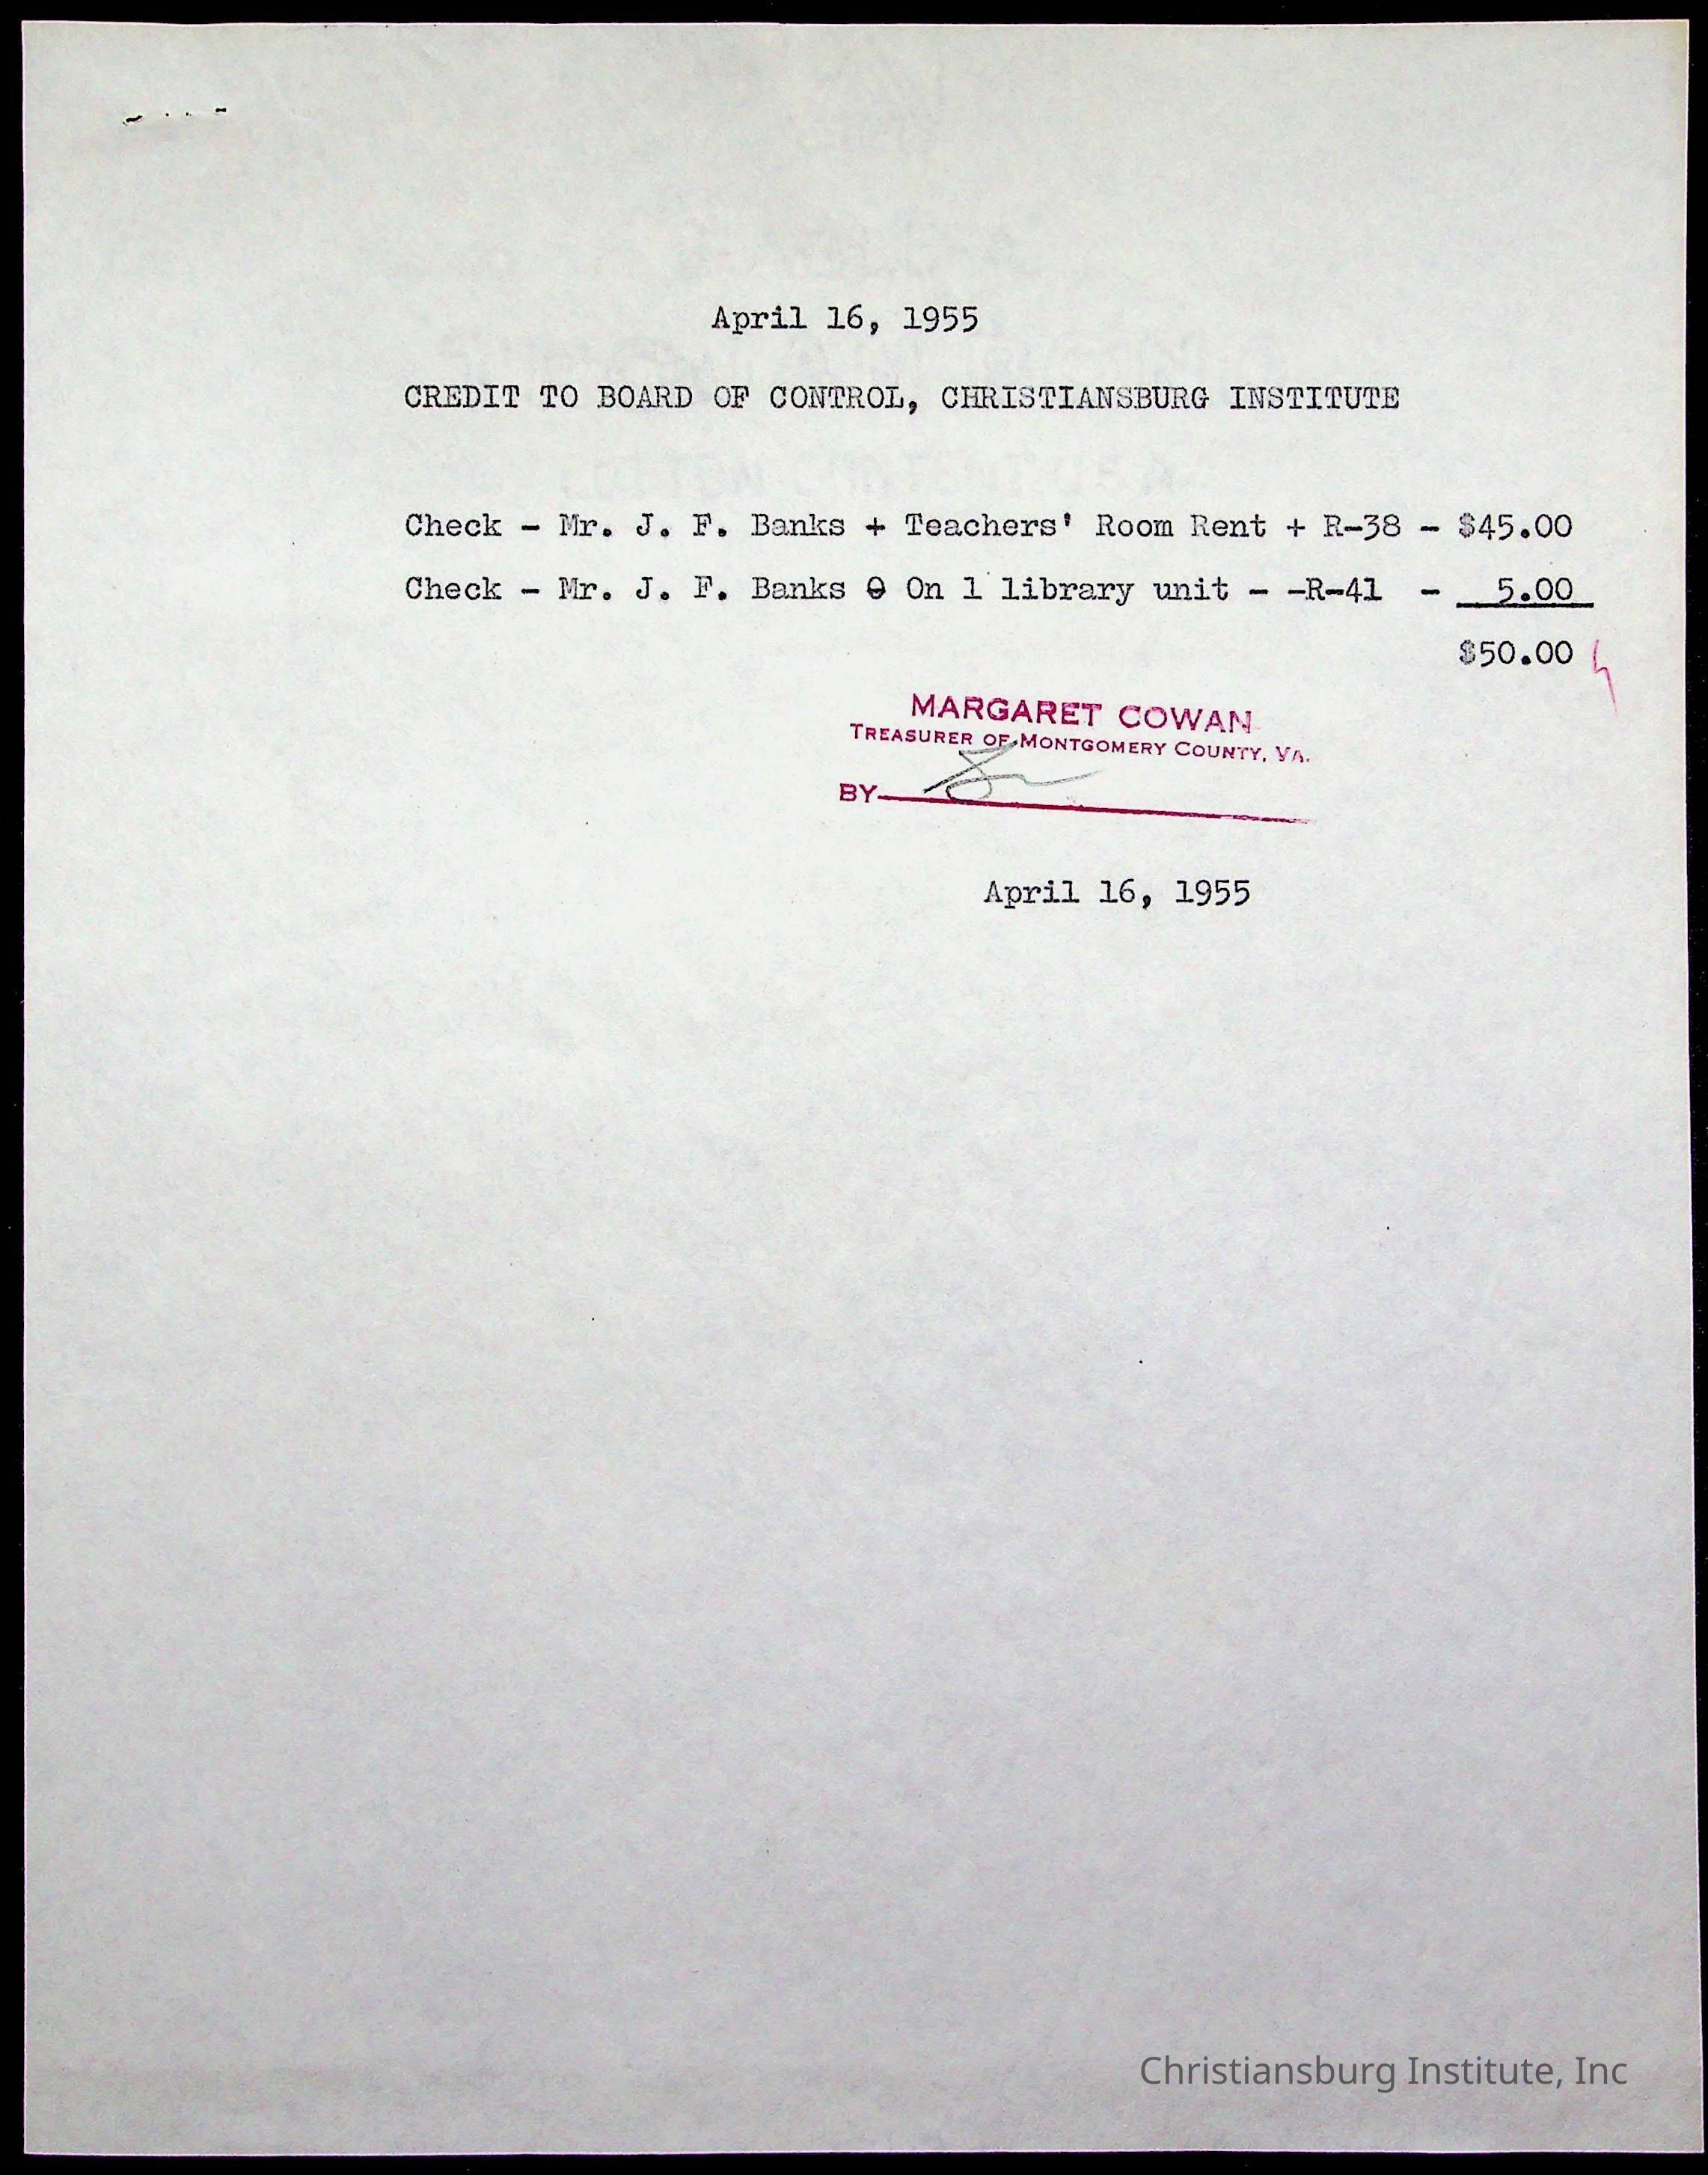 April 16, 1955
CREDIT TO BOARD OF CONTROL, CHRISTIANSBURG INSTITUTE
Check - Mr. J. F. Banks + Teachers' Room Rent + R-38 - $45.00
Check - Mr. J. F. Banks On 1 library unit - -R-41 - 5.00
$50.00
MARGARET COWAN
TREASURER OF MONTGOMERY COUNTY, VA.
BY
April 16, 1955
Christiansburg Institute, Inc